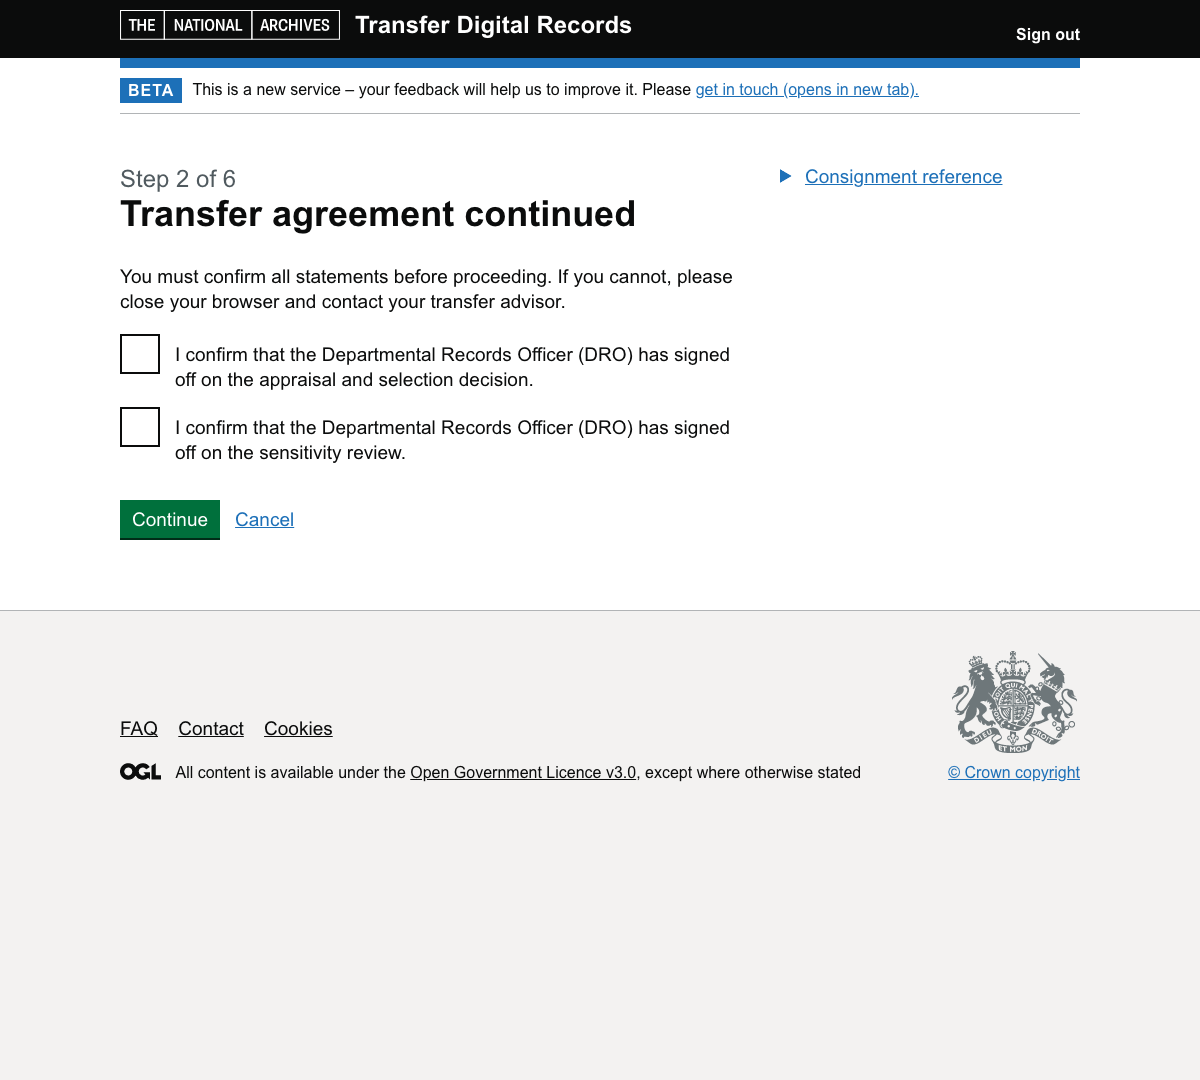 THE NATIONAL ARCHIVES Transfer Digital Records
Sign out
BETA This is a new service – your feedback will help us to improve it. Please get in touch (opens in new tab).
Step 2 of 6
Transfer agreement continued
Consignment reference
You must confirm all statements before proceeding. If you cannot, please
close your browser and contact your transfer advisor.
I confirm that the Departmental Records Officer (DRO) has signed
off on the appraisal and selection decision.
I confirm that the Departmental Records Officer (DRO) has signed
off on the sensitivity review.
Continue Cancel
FAQ Contact Cookies
DIEU ET MON DROIT
OGL All content is available under the Open Government Licence v3.0, except where otherwise stated
© Crown copyright